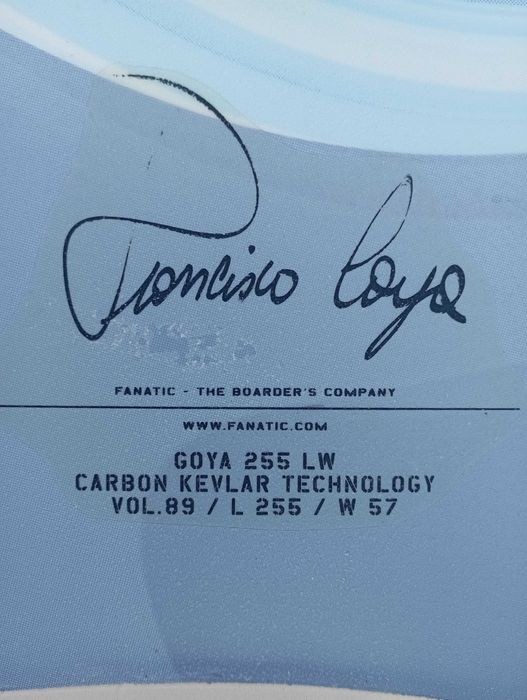 Francisco Goya
FANATIC - THE BOARDER'S COMPANY
WWW.FANATIC.COM
GOYA 255 LW
CARBON KEVLAR TECHNOLOGY
VOL.89 / L 255 / W 57